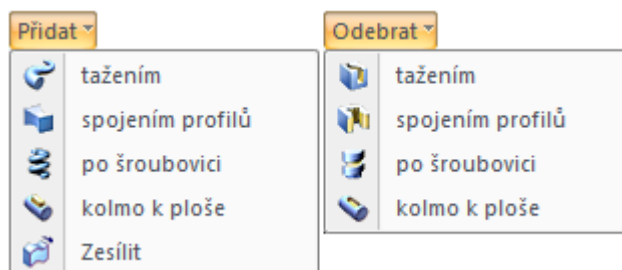 Přidat
tažením
spojením profilů
po šroubovici
kolmo k ploše
Zesílit
Odebrat
tažením
spojením profilů
po šroubovici
kolmo k ploše